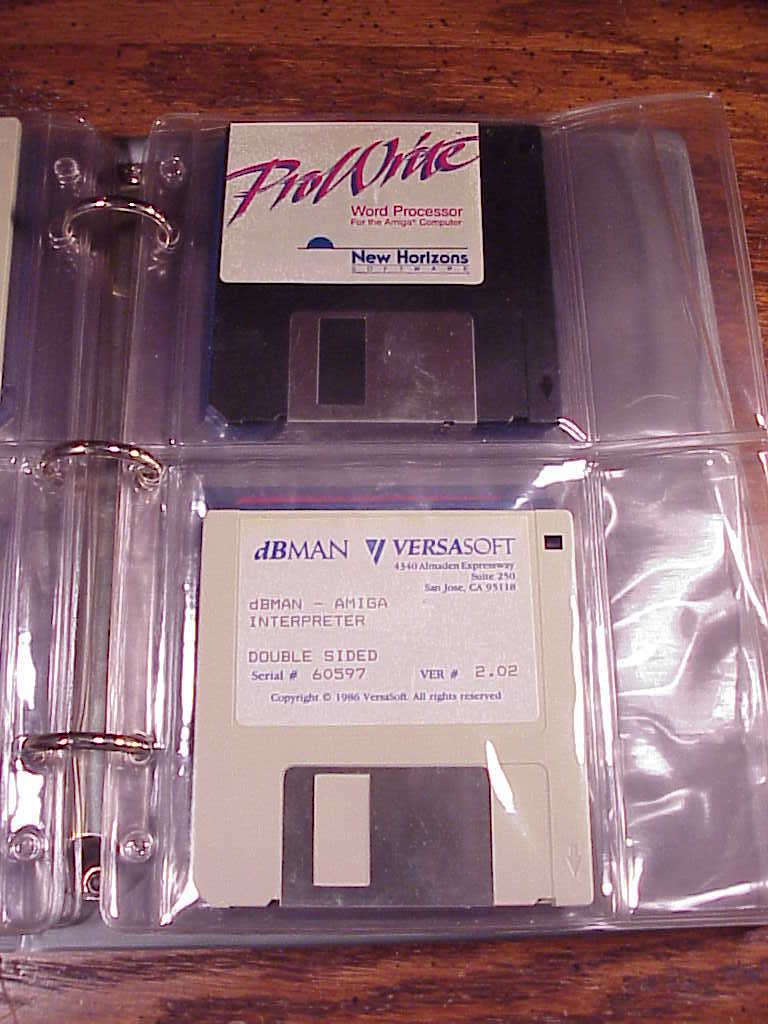 ProWrite
Word Processor
For the Amiga® Computer
New Horizons
SOFTWARE
dBMAN VERSASOFT
4340 Almaden Expressway
Suite 250
San Jose, CA 95118
dBMAN - AMIGA
INTERPRETER
DOUBLE SIDED
Serial # 60597 VER # 2.02
Copyright © 1986 VersaSoft. All rights reserved